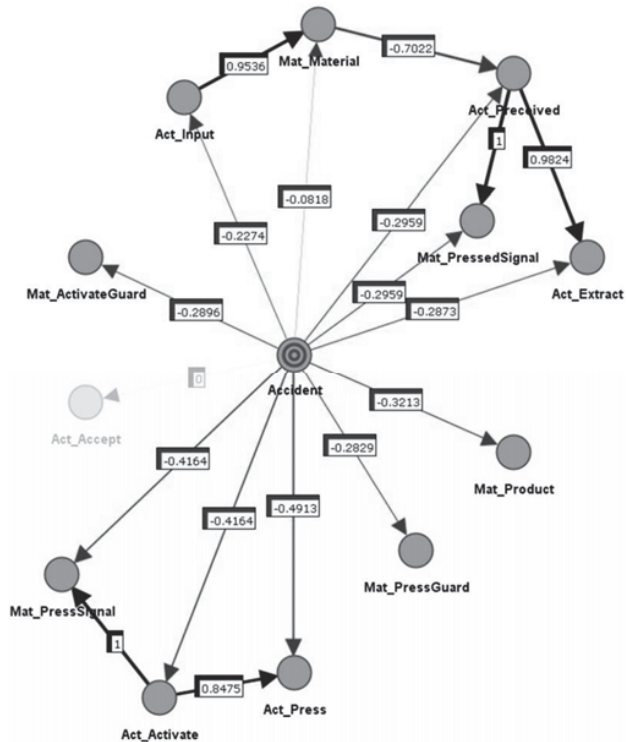 Mat_Material
0.9536
-0.7022
Act_Preceived
Act_Input
1
0.9824
-0.0818
-0.2959
-0.2274
Mat_PressedSignal
Mat_ActivateGuard
-0.2959
Act_Extract
-0.2896
-0.2873
Accident
0
-0.3213
Act_Accept
-0.2829
-0.4164
Mat_Product
-0.4913
-0.4164
Mat_PressGuard
Mat_PressSignal
1
0.8475
Act_Press
Act_Activate